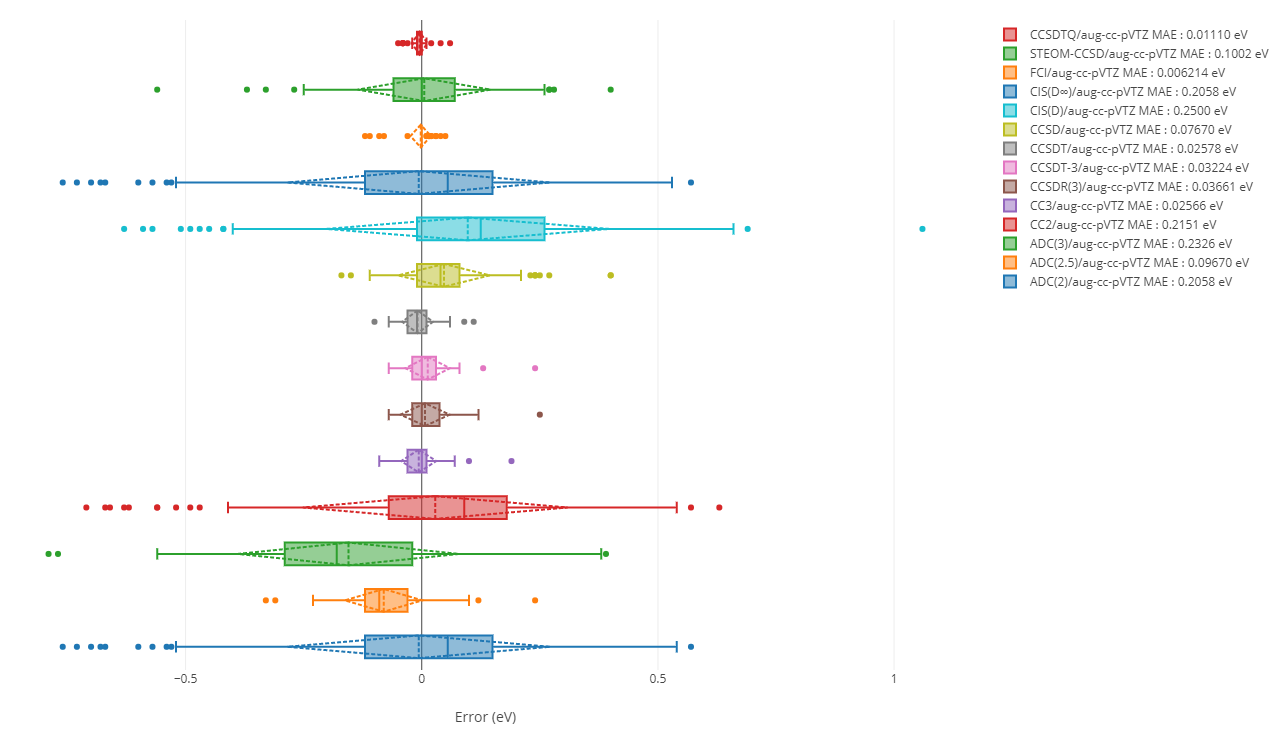 CCSDTQ/aug-cc-pVTZ MAE : 0.01110 eV
STEOM-CCSD/aug-cc-pVTZ MAE : 0.1002 eV
FCI/aug-cc-pVTZ MAE : 0.006214 eV
CIS(D∞)/aug-cc-pVTZ MAE : 0.2058 eV
CIS(D)/aug-cc-pVTZ MAE : 0.2500 eV
CCSD/aug-cc-pVTZ MAE : 0.07670 eV
CCSDT/aug-cc-pVTZ MAE : 0.02578 eV
CCSDT-3/aug-cc-pVTZ MAE : 0.03224 eV
CCSDR(3)/aug-cc-pVTZ MAE : 0.03661 eV
CC3/aug-cc-pVTZ MAE : 0.02566 eV
CC2/aug-cc-pVTZ MAE : 0.2151 eV
ADC(3)/aug-cc-pVTZ MAE : 0.2326 eV
ADC(2.5)/aug-cc-pVTZ MAE : 0.09670 eV
ADC(2)/aug-cc-pVTZ MAE : 0.2058 eV
−0.5 0 0.5 1
Error (eV)